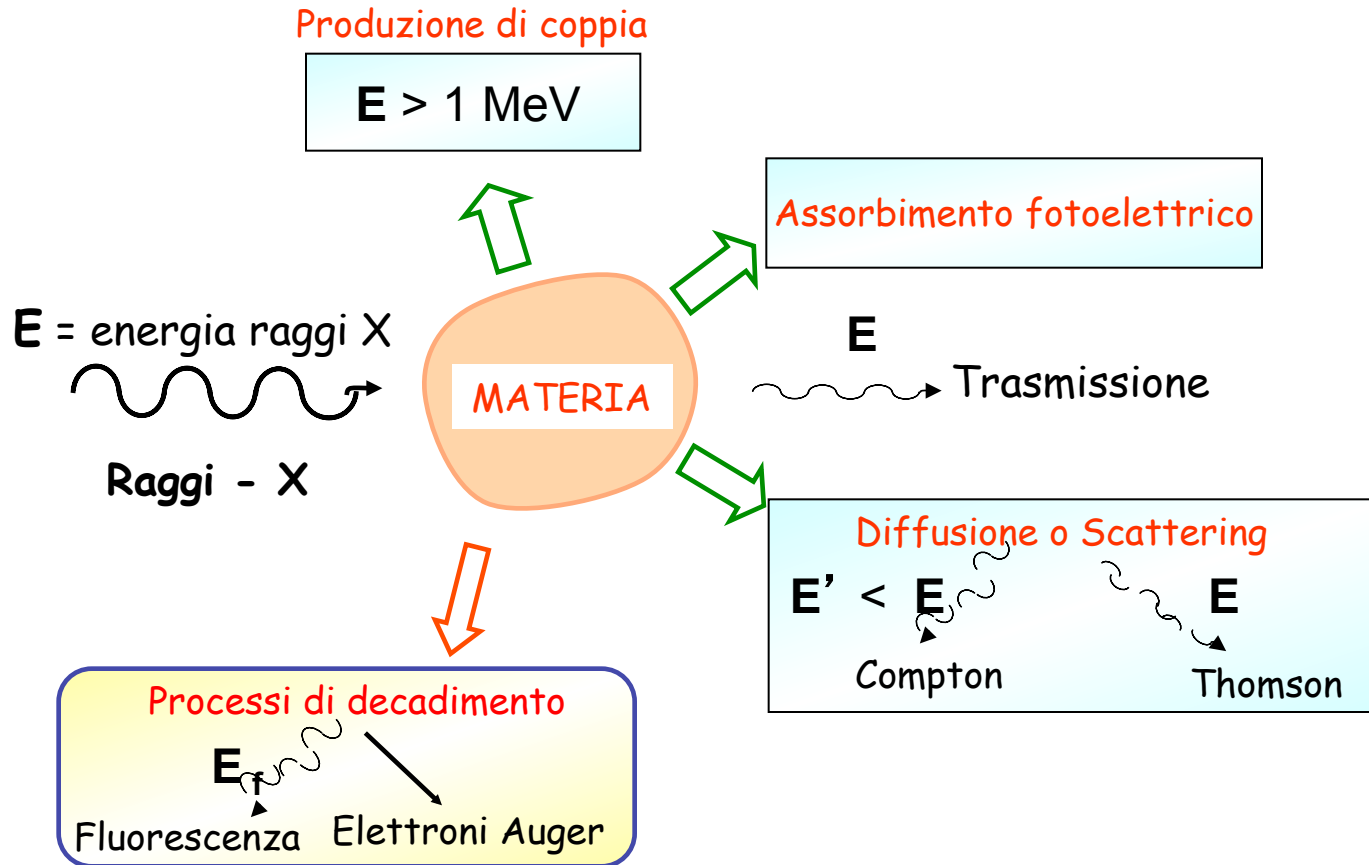 Produzione di coppia
E > 1 MeV
Assorbimento fotoelettrico
E = energia raggi X
E
MATERIA
Trasmissione
Raggi - X
Diffusione o Scattering
E’ < E
E
Compton
Thomson
Processi di decadimento
Ef
Fluorescenza
Elettroni Auger